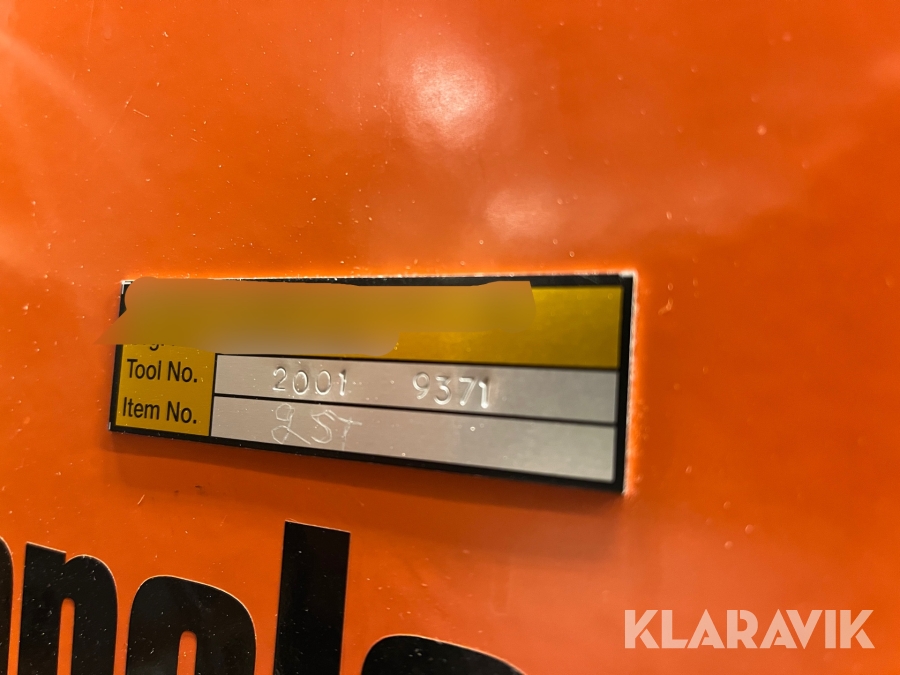 Tool No. 2001 9371
Item No. 2ST
KLARAVIK